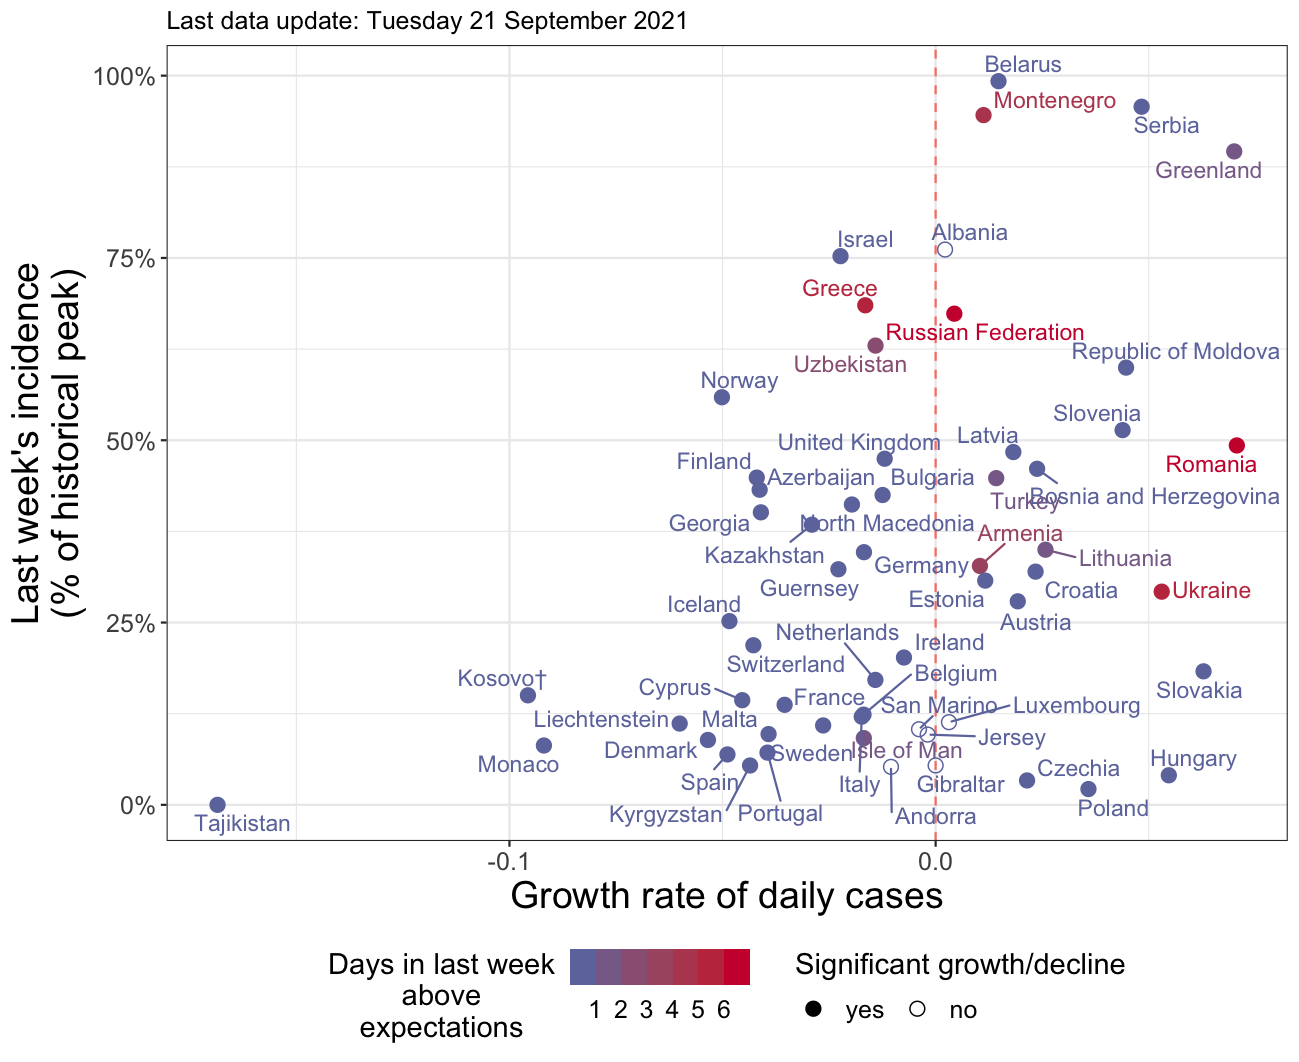 Last data update: Tuesday 21 September 2021
Last week's incidence
(% of historical peak)
100%
75%
50%
25%
0%
Belarus
Montenegro
Serbia
Greenland
Albania
Israel
Greece
Russian Federation
Republic of Moldova
Uzbekistan
Norway
Slovenia
Latvia
United Kingdom
Finland
Romania
Azerbaijan
Bulgaria
Bosnia and Herzegovina
Turkey
Georgia
North Macedonia
Armenia
Kazakhstan
Lithuania
Germany
Guernsey
Croatia
Ukraine
Estonia
Iceland
Austria
Netherlands
Ireland
Switzerland
Belgium
Kosovo†
Cyprus
Slovakia
France
San Marino
Luxembourg
Liechtenstein
Malta
Jersey
Denmark
Sweden
Isle of Man
Hungary
Monaco
Czechia
Spain
Italy
Gibraltar
Poland
Kyrgyzstan
Portugal
Andorra
Tajikistan
-0.1
0.0
Growth rate of daily cases
Days in last week
above
expectations
1 2 3 4 5 6
Significant growth/decline
yes
no